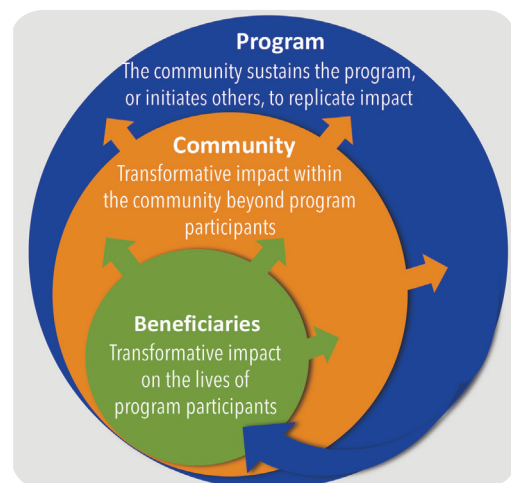 Program
The community sustains the program,
or initiates others, to replicate impact
Community
Transformative impact within
the community beyond program
participants
Beneficiaries
Transformative impact
on the lives of
program participants